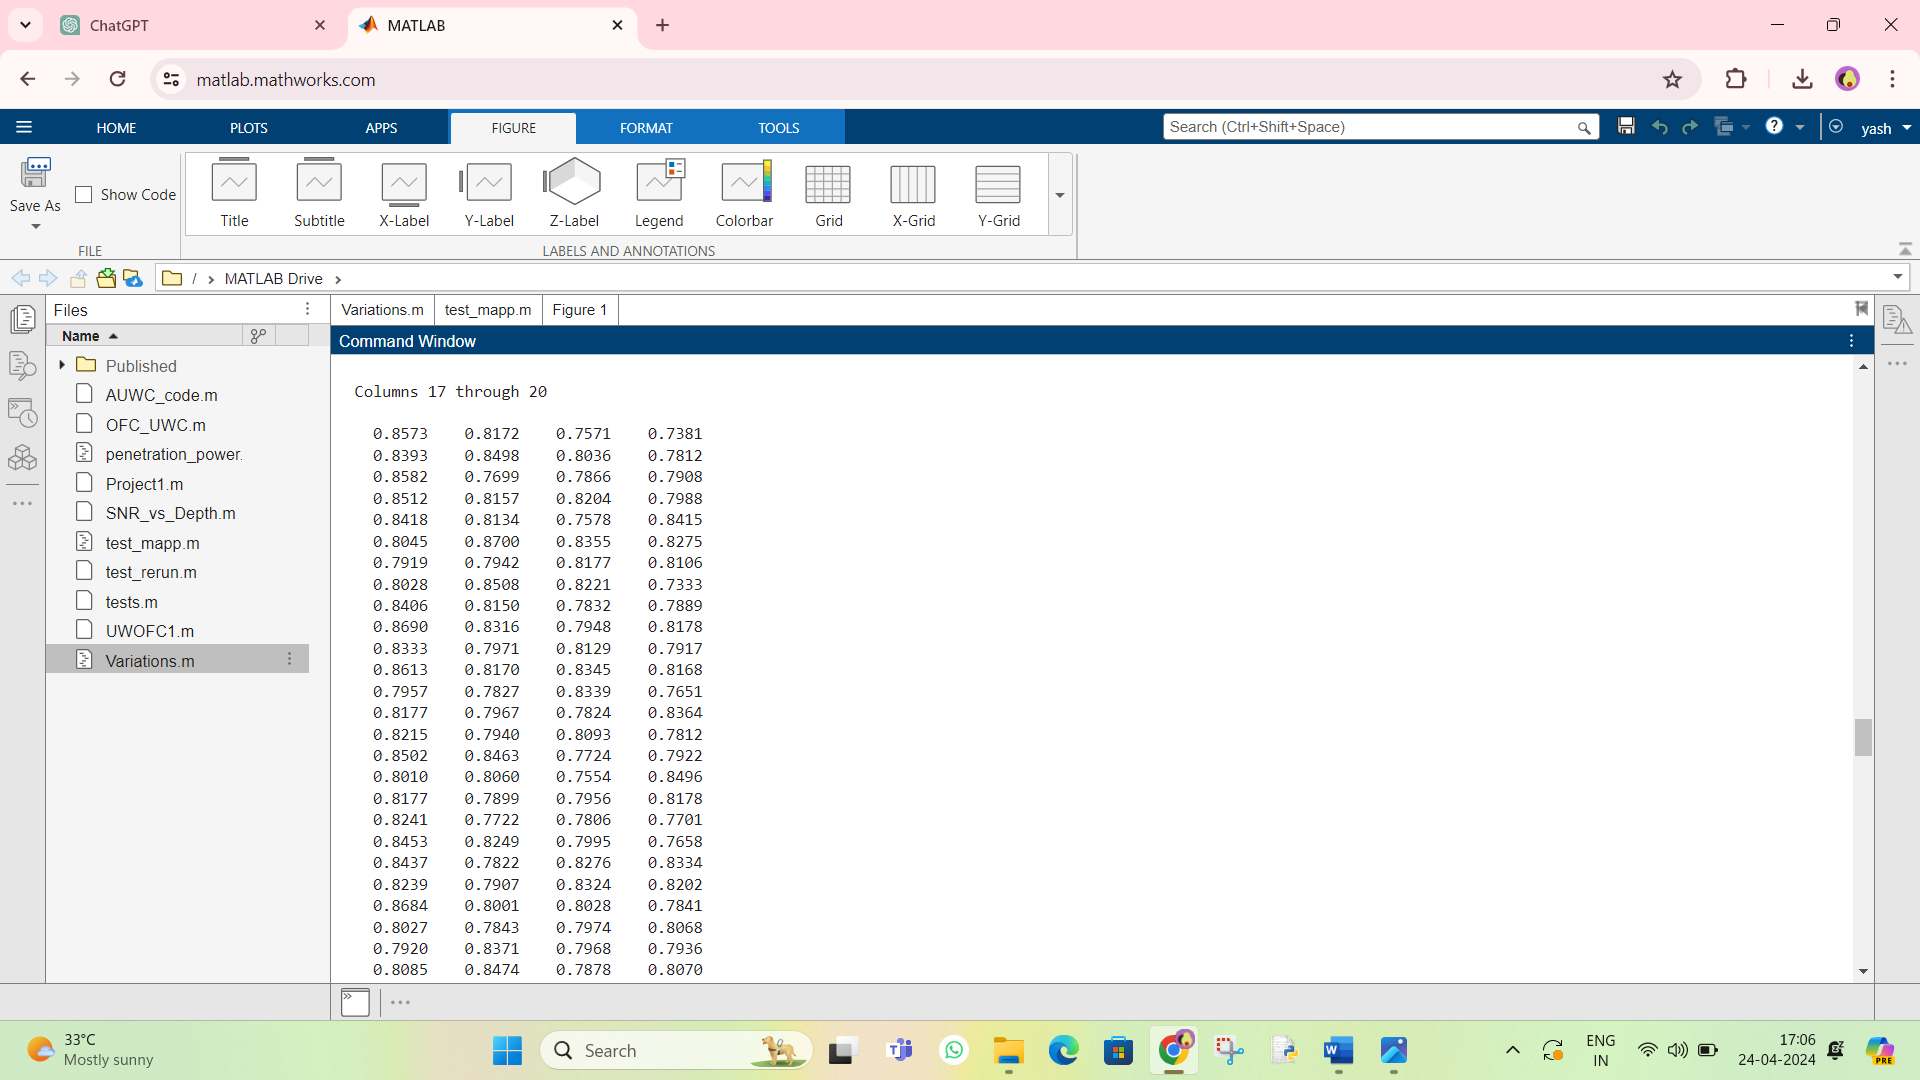 ChatGPT
MATLAB
matlab.mathworks.com
HOME PLOTS APPS FIGURE FORMAT TOOLS
Search (Ctrl+Shift+Space)
yash
Save As
Show Code
Title Subtitle X-Label Y-Label Z-Label Legend Colorbar Grid X-Grid Y-Grid
FILE LABELS AND ANNOTATIONS
/ › MATLAB Drive ›
Files
Variations.m test_mapp.m Figure 1
Name
Command Window
Published
AUWC_code.m
OFC_UWC.m
penetration_power.
Project1.m
SNR_vs_Depth.m
test_mapp.m
test_rerun.m
tests.m
UWOFC1.m
Variations.m
Columns 17 through 20
0.8573 0.8172 0.7571 0.7381
0.8393 0.8498 0.8036 0.7812
0.8582 0.7699 0.7866 0.7908
0.8512 0.8157 0.8204 0.7988
0.8418 0.8134 0.7578 0.8415
0.8045 0.8700 0.8355 0.8275
0.7919 0.7942 0.8177 0.8106
0.8028 0.8508 0.8221 0.7333
0.8406 0.8150 0.7832 0.7889
0.8690 0.8316 0.7948 0.8178
0.8333 0.7971 0.8129 0.7917
0.8613 0.8170 0.8345 0.8168
0.7957 0.7827 0.8339 0.7651
0.8177 0.7967 0.7824 0.8364
0.8215 0.7940 0.8093 0.7812
0.8502 0.8463 0.7724 0.7922
0.8010 0.8060 0.7554 0.8496
0.8177 0.7899 0.7956 0.8178
0.8241 0.7722 0.7806 0.7701
0.8453 0.8249 0.7995 0.7658
0.8437 0.7822 0.8276 0.8334
0.8239 0.7907 0.8324 0.8202
0.8684 0.8001 0.8028 0.7841
0.8027 0.7843 0.7974 0.8068
0.7920 0.8371 0.7968 0.7936
0.8085 0.8474 0.7878 0.8070
33°C
Mostly sunny
Search
ENG
IN
17:06
24-04-2024
PRE